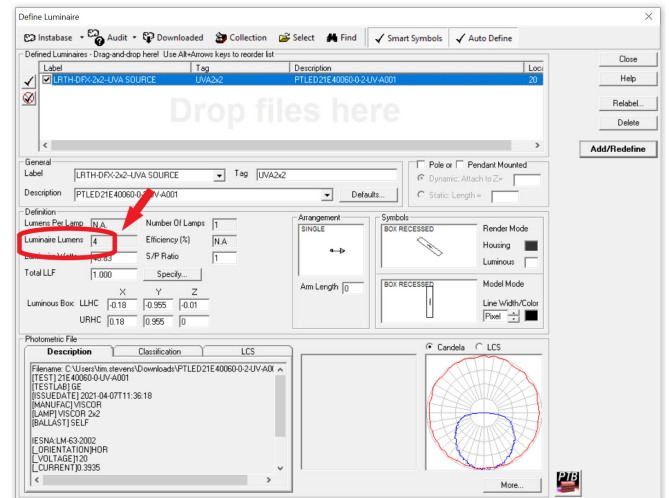 Define Luminaire
Instabase Audit Downloaded Collection Select Find Smart Symbols Auto Define
Defined Luminaires - Drag-and-drop here! Use Alt+Arrows keys to reorder list
Label Tag Description Loca
LRTH-DFX-2x2--UVA SOURCE UVA2x2 PTLED21E40060-0-2-UV-A001 20
Drop files here
Close
Help
Relabel...
Delete
Add/Redefine
General
Label LRTH-DFX-2x2--UVA SOURCE Tag UVA2x2
Description PTLED21E40060-0-2-UV-A001 Defaults...
Pole or Pendant Mounted
Dynamic: Attach to Z=
Static: Length =
Definition
Lumens Per Lamp N.A. Number Of Lamps 1
Luminaire Lumens 4 Efficiency (%) N.A
S/P Ratio 1
Total LLF 1.000 Specify...
X Y Z
Luminous Box: LLHC -0.18 -0.955 -0.01
URHC 0.18 0.955 0
Arrangement
SINGLE
Arm Length 0
Symbols
BOX RECESSED
Render Mode
Housing
Luminous
BOX RECESSED
Model Mode
Line Width/Color
Pixel
Photometric File
Description Classification LCS
Filename: C:\Users\tim.stevens\Downloads\PTLED21E40060-0-2-UV-A0
[TEST] 21E40060-0-UV-A001
[TESTLAB] GE
[ISSUEDATE] 2021-04-07T11:36:18
[MANUFAC] VISCOR
[LAMP] VISCOR 2x2
[BALLAST] SELF
IESNA:LM-63-2002
[_ORIENTATION]HOR
[_VOLTAGE]120
[_CURRENT]0.3935
Candela LCS
More...
PTB